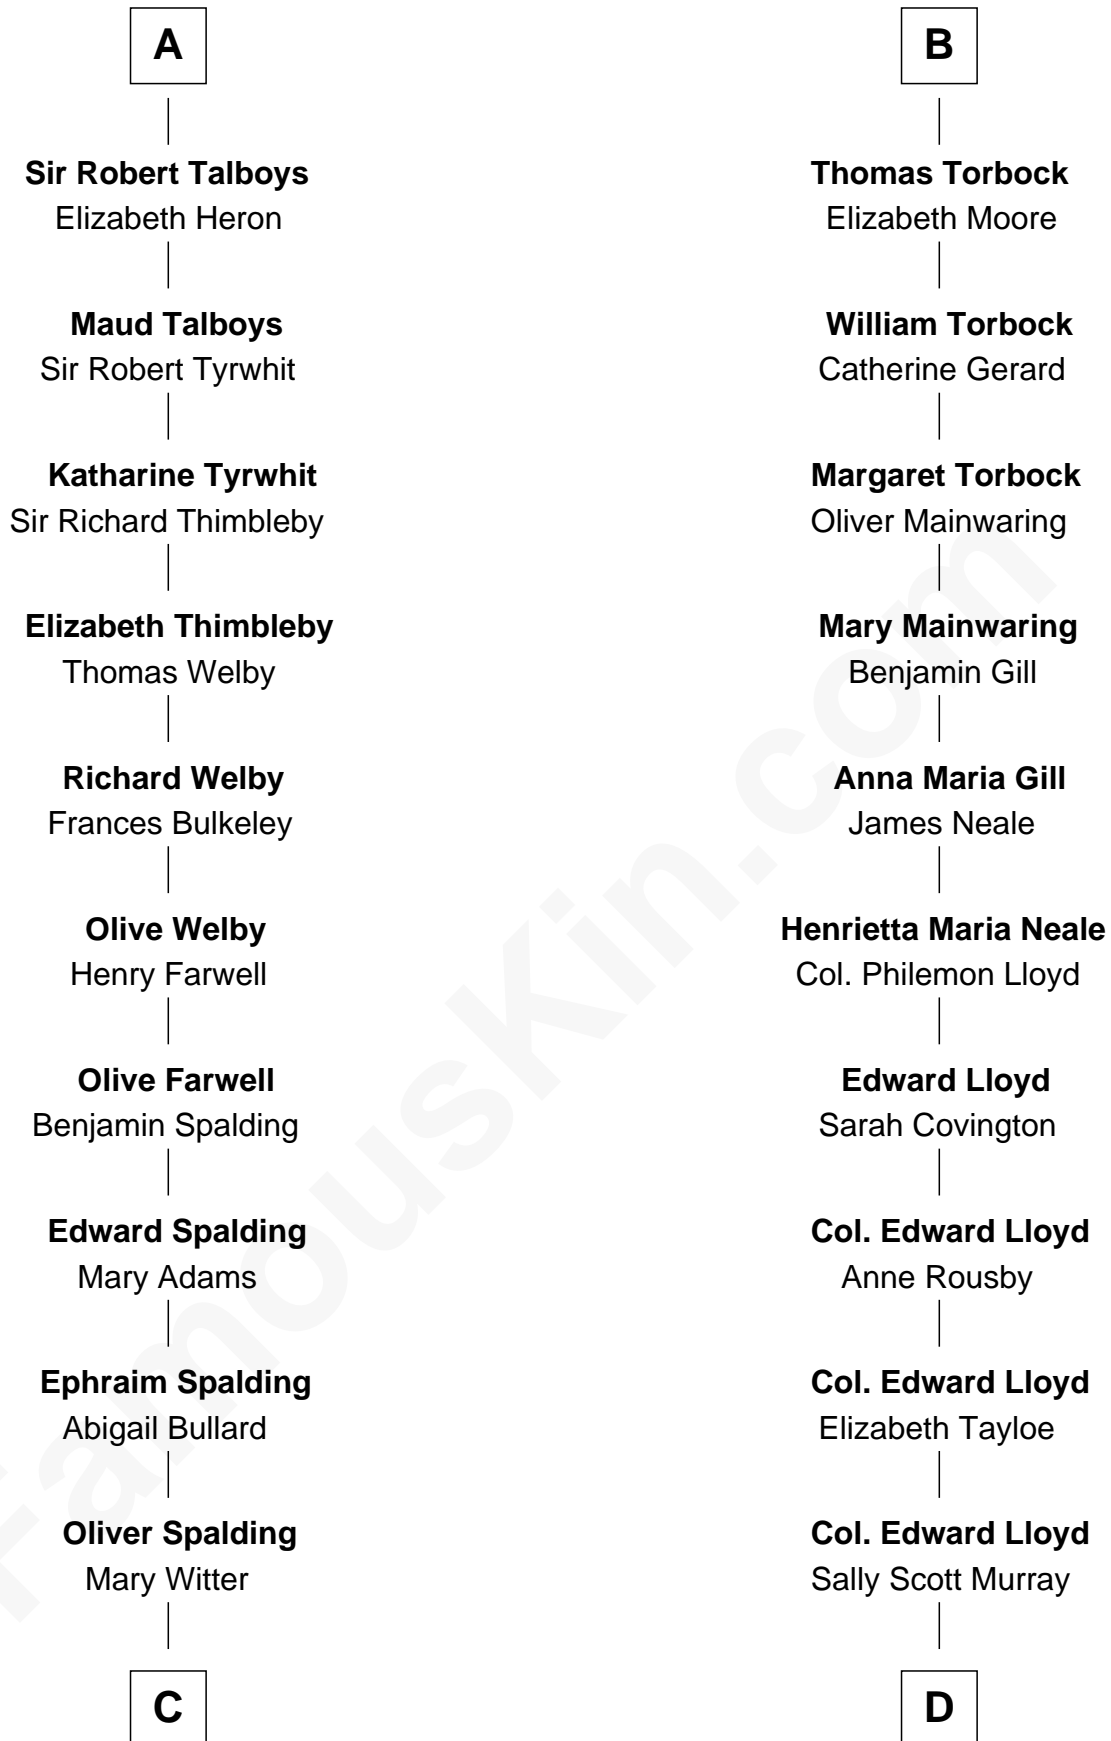 A
Sir Robert Talboys
Elizabeth Heron
Maud Talboys
Sir Robert Tyrwhit
Katharine Tyrwhit
Sir Richard Thimbleby
Elizabeth Thimbleby
Thomas Welby
Richard Welby
Frances Bulkeley
Olive Welby
Henry Farwell
Olive Farwell
Benjamin Spalding
Edward Spalding
Mary Adams
Ephraim Spalding
Abigail Bullard
Oliver Spalding
Mary Witter
C
B
Thomas Torbock
Elizabeth Moore
William Torbock
Catherine Gerard
Margaret Torbock
Oliver Mainwaring
Mary Mainwaring
Benjamin Gill
Anna Maria Gill
James Neale
Henrietta Maria Neale
Col. Philemon Lloyd
Edward Lloyd
Sarah Covington
Col. Edward Lloyd
Anne Rousby
Col. Edward Lloyd
Elizabeth Tayloe
Col. Edward Lloyd
Sally Scott Murray
D
FamousKin.com